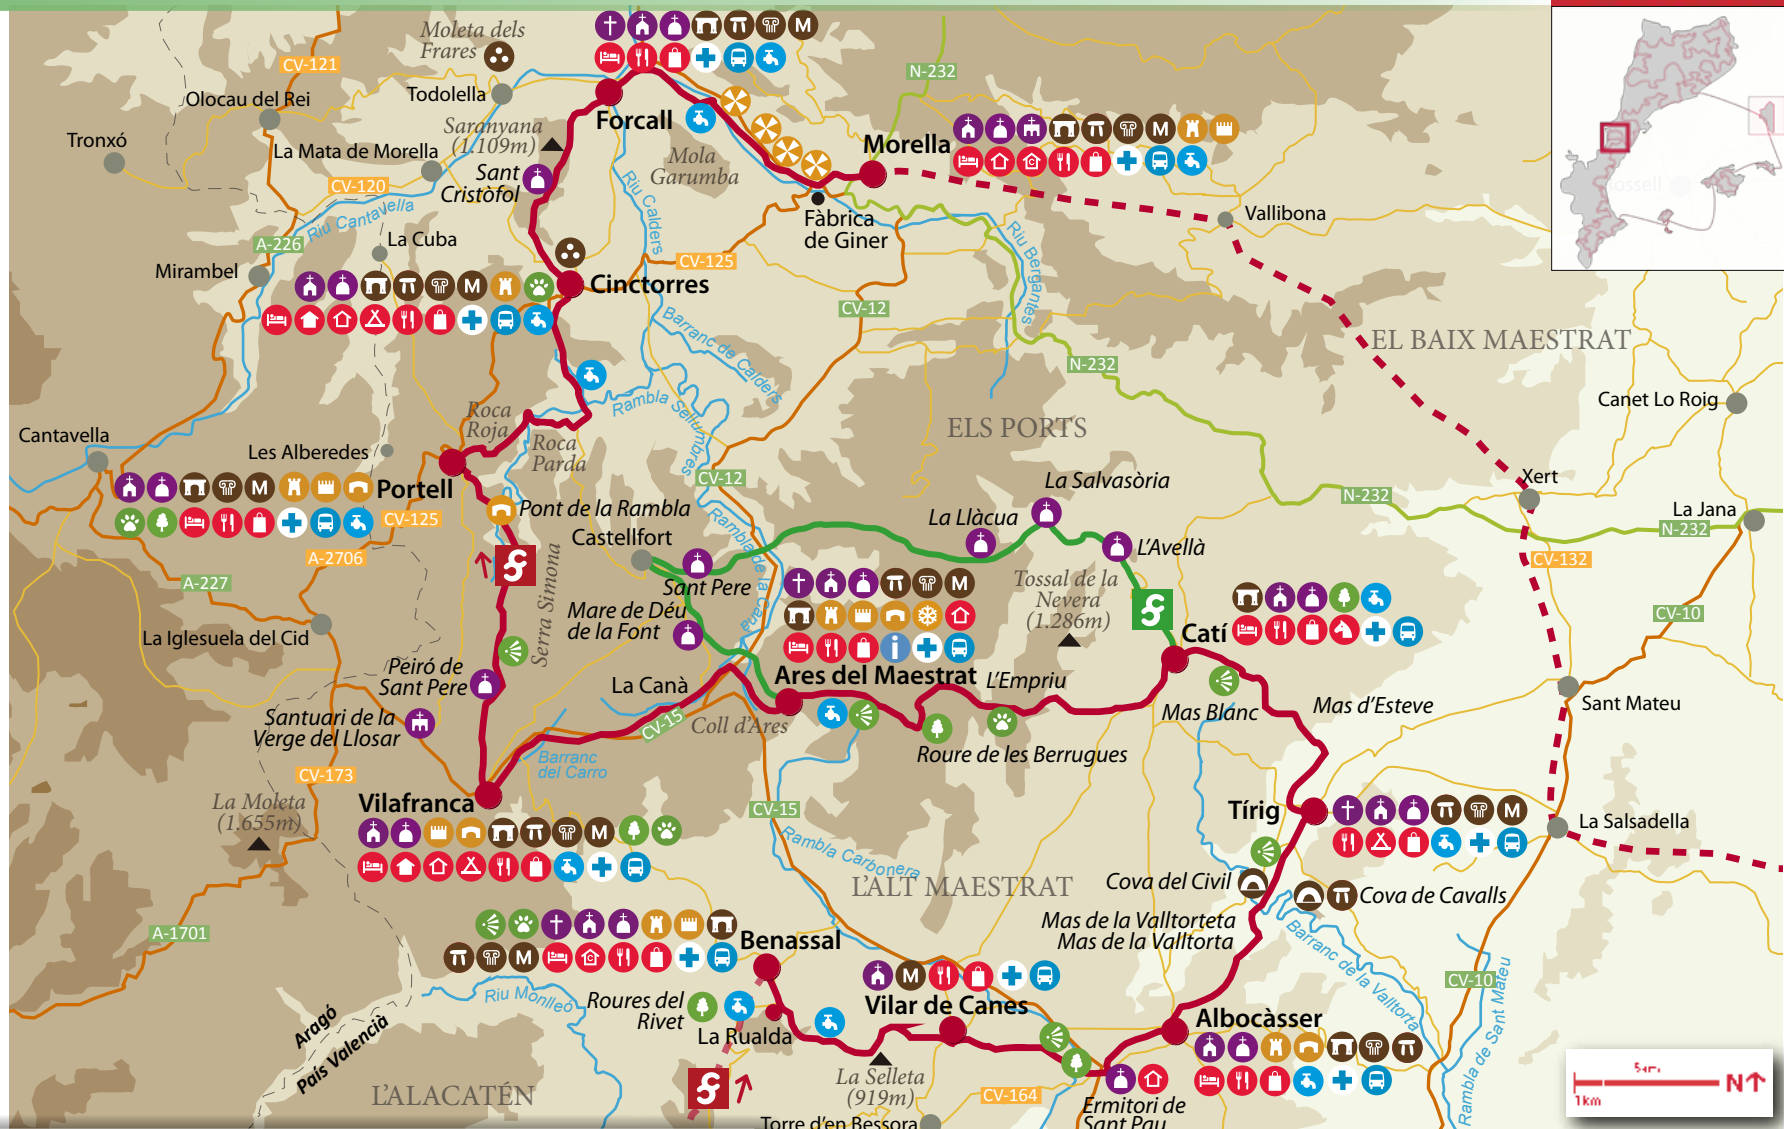 Moleta dels
Frares
M
CV-121
N-232
Olocau del Rei
Todolella
Forcall
Tronxó
Saranyana
(1.109m)
Mola
Garumba
Morella
M
La Mata de Morella
Sant
Cristòfol
CV-120
Riu Cantavella
Riu Calders
Fàbrica
de Giner
Vallibona
A-226
La Cuba
Riu Bergantes
Mirambel
CV-125
M
Cinctorres
CV-12
Barranc de Calders
EL BAIX MAESTRAT
N-232
Rambla Sellumbres
Canet Lo Roig
Roca
Roja
ELS PORTS
Cantavella
Les Alberedes
Roca
Parda
CV-12
La Salvasòria
Xert
M
Portell
N-232
CV-125
Pont de la Rambla
Rambla de la Canà
La Llàcua
La Jana
N-232
Castellfort
L'Avellà
A-2706
CV-132
A-227
Serra Simona
Sant Pere
M
Tossal de la
Nevera
(1.286m)
Mare de Déu
de la Font
CV-10
La Iglesuela del Cid
i
Catí
Peiró de
Sant Pere
La Canà
Ares del Maestrat
L'Empriu
Mas Blanc
Mas d'Esteve
Sant Mateu
Santuari de la
Verge del Llosar
CV-15
Coll d'Ares
Roure de les Berrugues
Barranc
del Carro
CV-173
La Moleta
(1.655m)
Vilafranca
M
CV-15
Tírig
M
La Salsadella
Rambla Carbonera
L'ALT MAESTRAT
Cova del Civil
Cova de Cavalls
Mas de la Valltorteta
Mas de la Valltorta
A-1701
Benassal
M
Barranc de la Valltorta
CV-10
Riu Monlleó
Roures del
Rivet
M
Vilar de Canes
Rambla de Sant Mateu
La Rualda
Albocàsser
Aragó
País Valencià
La Selleta
(919m)
L'ALACATÉN
CV-164
Ermitori de
Sant Pau
Torre d'en Bessora
1km
N